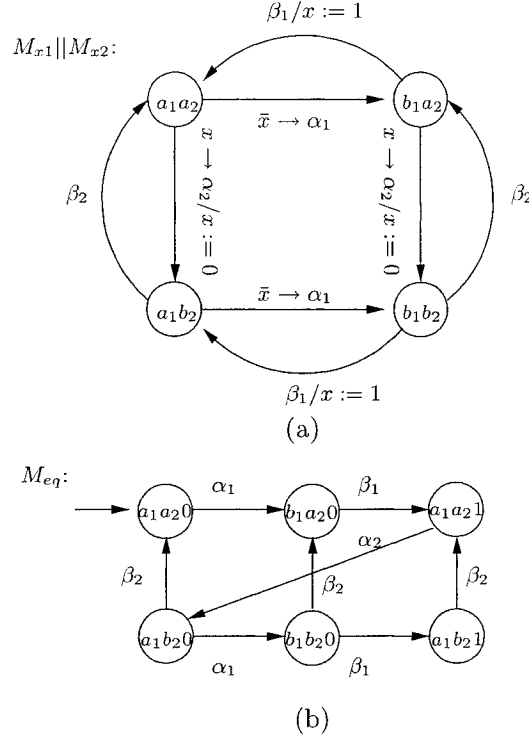 β₁/x := 1
M_{x1}||M_{x2}:
a₁a₂
b₁a₂
x̄ → α₁
β₂
x → α₂/x := 0
x → α₂/x := 0
β₂
a₁b₂
x̄ → α₁
b₁b₂
β₁/x := 1
(a)
M_{eq}:
α₁
β₁
a₁a₂0
b₁a₂0
a₁a₂1
α₂
β₂
β₂
β₂
a₁b₂0
b₁b₂0
a₁b₂1
α₁
β₁
(b)